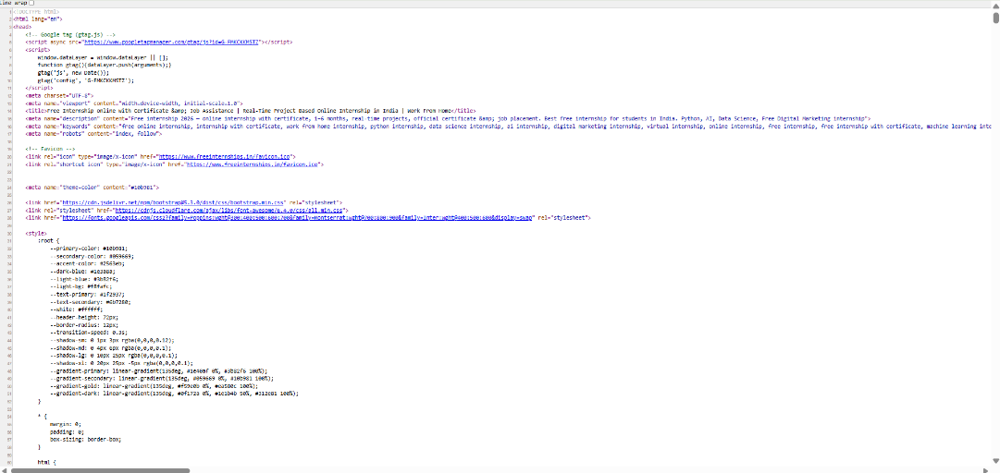 Line wrap
<!DOCTYPE html>
<html lang="en">
<head>
<!-- Google tag (gtag.js) -->
<script async src="https://www.googletagmanager.com/gtag/js?id=G-FMKCKKMSTZ"></script>
<script>
window.dataLayer = window.dataLayer || [];
function gtag(){dataLayer.push(arguments);}
gtag('js', new Date());
gtag('config', 'G-FMKCKKMSTZ');
</script>
<meta charset="UTF-8">
<meta name="viewport" content="width=device-width, initial-scale=1.0">
<title>Free Internship Online with Certificate &amp; Job Assistance | Real-Time Project Based Online Internship in India | Work From Home</title>
<meta name="description" content="Free internship 2026 – online internship with certificate, 1-6 months, real-time projects, official certificate &amp; job placement. Best free internship for students in India. Python, AI, Data Science, Free Digital Marketing internship">
<meta name="keywords" content="free online internship, internship with certificate, work from home internship, python internship, data science internship, ai internship, digital marketing internship, virtual internship, online internship, free internship, free internship with certificate, machine learning inte
<meta name="robots" content="index, follow">
<!-- Favicon -->
<link rel="icon" type="image/x-icon" href="https://www.freeinternships.in/favicon.ico">
<link rel="shortcut icon" type="image/x-icon" href="https://www.freeinternships.in/favicon.ico">
<meta name="theme-color" content="#10b981">
<link href="https://cdn.jsdelivr.net/npm/bootstrap@5.3.0/dist/css/bootstrap.min.css" rel="stylesheet">
<link rel="stylesheet" href="https://cdnjs.cloudflare.com/ajax/libs/font-awesome/6.4.0/css/all.min.css">
<link href="https://fonts.googleapis.com/css2?family=Poppins:wght@300;400;500;600;700&family=Montserrat:wght@700;800;900&family=Inter:wght@400;500;600&display=swap" rel="stylesheet">
<style>
:root {
--primary-color: #10b981;
--secondary-color: #059669;
--accent-color: #2563eb;
--dark-blue: #1e3a8a;
--light-blue: #3b82f6;
--light-bg: #f8fafc;
--text-primary: #1f2937;
--text-secondary: #6b7280;
--white: #ffffff;
--header-height: 72px;
--border-radius: 12px;
--transition-speed: 0.3s;
--shadow-sm: 0 1px 3px rgba(0,0,0,0.12);
--shadow-md: 0 4px 6px rgba(0,0,0,0.1);
--shadow-lg: 0 10px 25px rgba(0,0,0,0.1);
--shadow-xl: 0 20px 25px -5px rgba(0,0,0,0.1);
--gradient-primary: linear-gradient(135deg, #1e40af 0%, #3b82f6 100%);
--gradient-secondary: linear-gradient(135deg, #059669 0%, #10b981 100%);
--gradient-gold: linear-gradient(135deg, #f59e0b 0%, #ea580c 100%);
--gradient-dark: linear-gradient(135deg, #0f172a 0%, #1e1b4b 50%, #312e81 100%);
}
* {
margin: 0;
padding: 0;
box-sizing: border-box;
}
html {